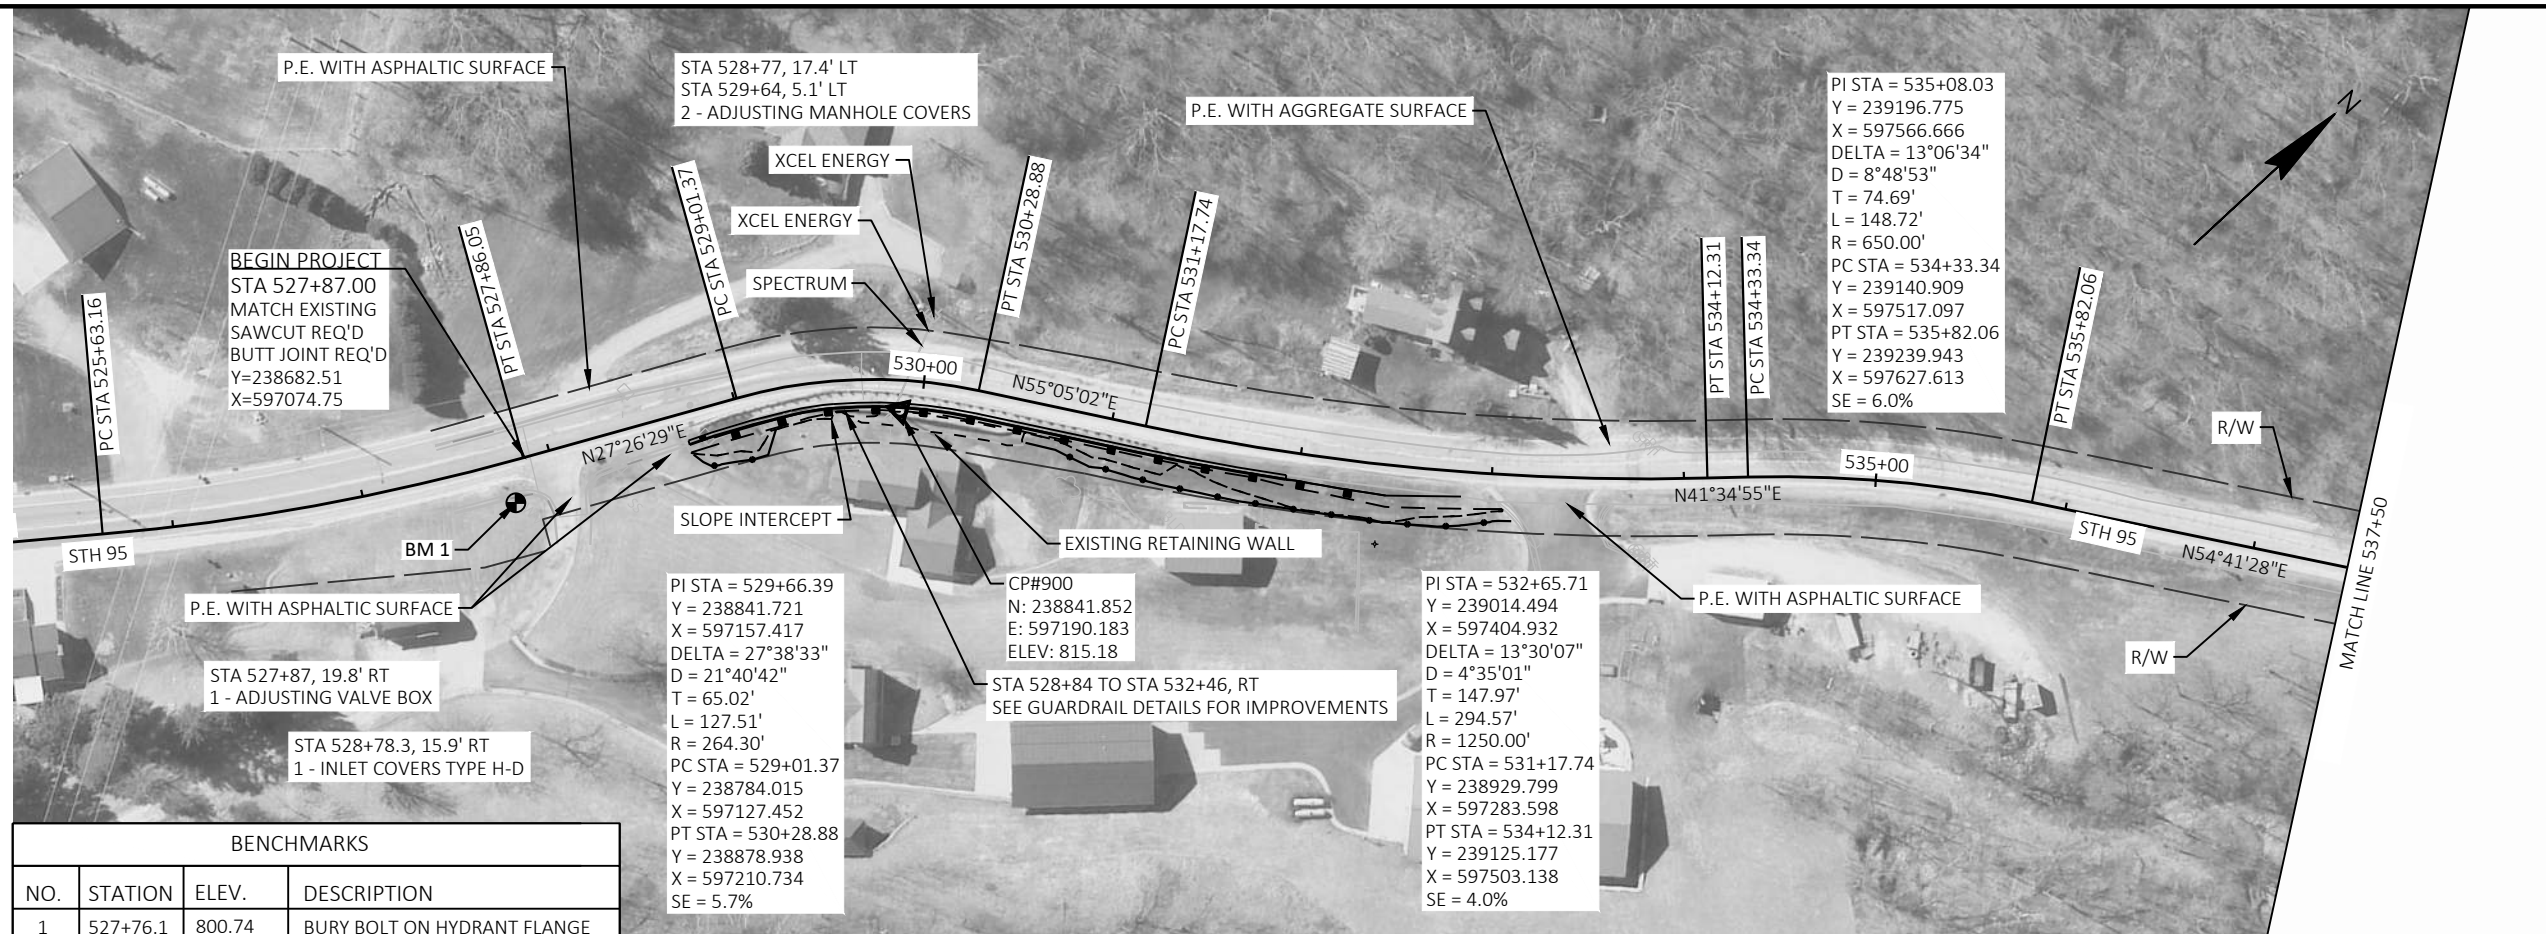 P.E. WITH ASPHALTIC SURFACE
STA 528+77, 17.4' LT
STA 529+64, 5.1' LT
2 - ADJUSTING MANHOLE COVERS
XCEL ENERGY
XCEL ENERGY
SPECTRUM
P.E. WITH AGGREGATE SURFACE
PI STA = 535+08.03
Y = 239196.775
X = 597566.666
DELTA = 13°06'34"
D = 8°48'53"
T = 74.69'
L = 148.72'
R = 650.00'
PC STA = 534+33.34
Y = 239140.909
X = 597517.097
PT STA = 535+82.06
Y = 239239.943
X = 597627.613
SE = 6.0%
N
BEGIN PROJECT
STA 527+87.00
MATCH EXISTING
SAWCUT REQ'D
BUTT JOINT REQ'D
Y=238682.51
X=597074.75
PC STA 525+63.16
PT STA 527+86.05
PC STA 529+01.37
PT STA 530+28.88
PC STA 531+17.74
PT STA 534+12.31
PC STA 534+33.34
PT STA 535+82.06
530+00
N55°05'02"E
N27°26'29"E
535+00
N41°34'55"E
R/W
STH 95
STH 95
N54°41'28"E
MATCH LINE 537+50
BM 1
SLOPE INTERCEPT
EXISTING RETAINING WALL
P.E. WITH ASPHALTIC SURFACE
CP#900
N: 238841.852
E: 597190.183
ELEV: 815.18
P.E. WITH ASPHALTIC SURFACE
R/W
STA 527+87, 19.8' RT
1 - ADJUSTING VALVE BOX
STA 528+78.3, 15.9' RT
1 - INLET COVERS TYPE H-D
PI STA = 529+66.39
Y = 238841.721
X = 597157.417
DELTA = 27°38'33"
D = 21°40'42"
T = 65.02'
L = 127.51'
R = 264.30'
PC STA = 529+01.37
Y = 238784.015
X = 597127.452
PT STA = 530+28.88
Y = 238878.938
X = 597210.734
SE = 5.7%
STA 528+84 TO STA 532+46, RT
SEE GUARDRAIL DETAILS FOR IMPROVEMENTS
PI STA = 532+65.71
Y = 239014.494
X = 597404.932
DELTA = 13°30'07"
D = 4°35'01"
T = 147.97'
L = 294.57'
R = 1250.00'
PC STA = 531+17.74
Y = 238929.799
X = 597283.598
PT STA = 534+12.31
Y = 239125.177
X = 597503.138
SE = 4.0%
BENCHMARKS
NO. STATION ELEV. DESCRIPTION
1 527+76.1 800.74 BURY BOLT ON HYDRANT FLANGE